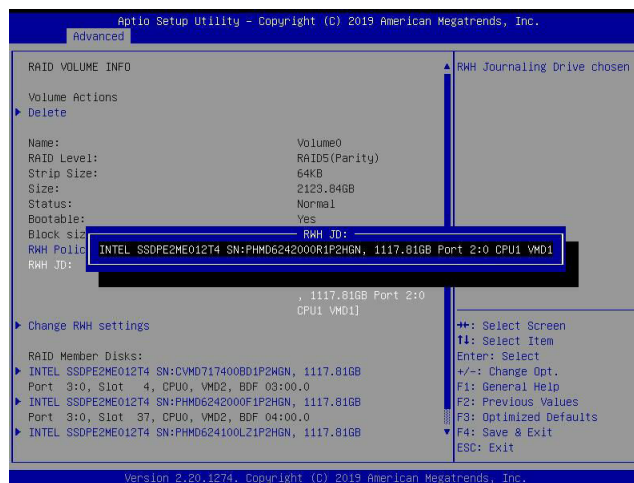 Aptio Setup Utility – Copyright (C) 2019 American Megatrends, Inc.
Advanced
RAID VOLUME INFO
RWH Journaling Drive chosen
Volume Actions
Delete
Name: Volume0
RAID Level: RAID5(Parity)
Strip Size: 64KB
Size: 2123.84GB
Status: Normal
Bootable: Yes
Block siz
RWH JD:
RWH Polic
INTEL SSDPE2ME012T4 SN:PHMD6242000R1P2HGN, 1117.81GB Port 2:0 CPU1 VMD1
RWH JD:
, 1117.81GB Port 2:0
CPU1 VMD1]
Change RWH settings
RAID Member Disks:
INTEL SSDPE2ME012T4 SN:CVMD717400BD1P2WGN, 1117.81GB
Port 3:0, Slot 4, CPU0, VMD2, BDF 03:00.0
INTEL SSDPE2ME012T4 SN:PHMD6242000F1P2HGN, 1117.81GB
Port 3:0, Slot 37, CPU0, VMD2, BDF 04:00.0
INTEL SSDPE2ME012T4 SN:PHMD624100LZ1P2HGN, 1117.81GB
→←: Select Screen
↑↓: Select Item
Enter: Select
+/-: Change Opt.
F1: General Help
F2: Previous Values
F3: Optimized Defaults
F4: Save & Exit
ESC: Exit
Version 2.20.1274. Copyright (C) 2019 American Megatrends, Inc.